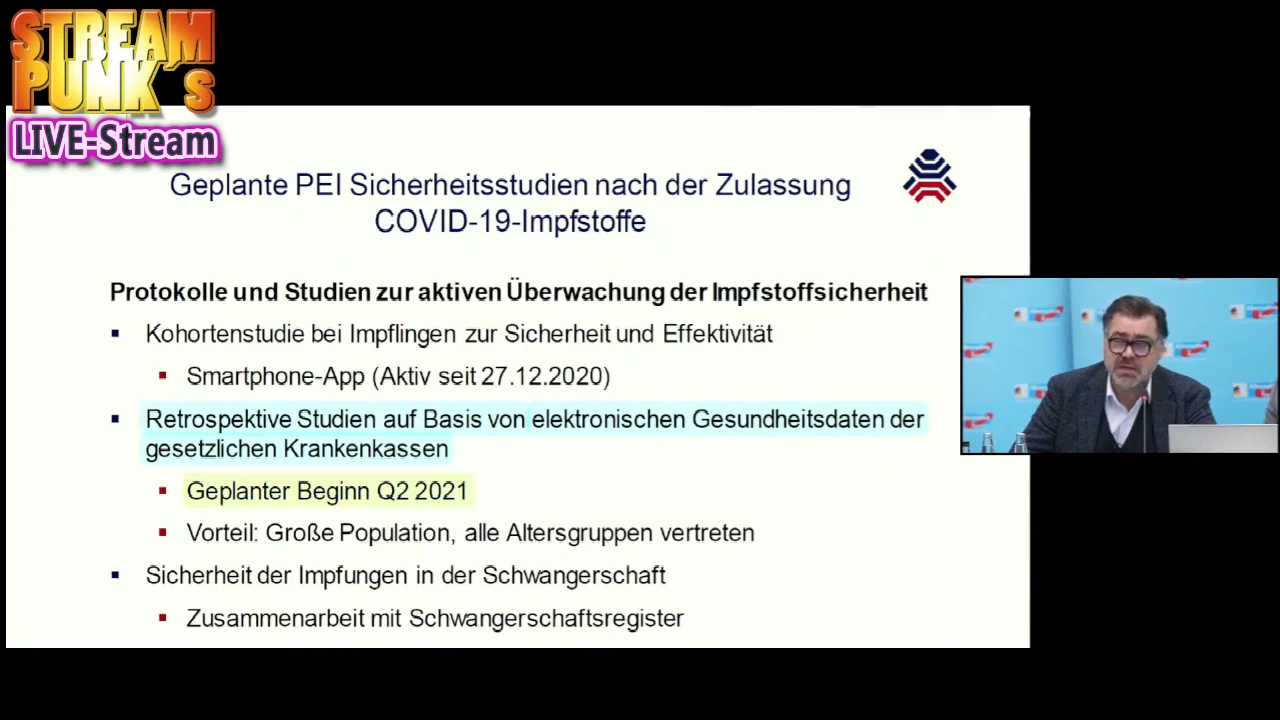 STREAM
PUNK´s
LIVE-Stream
Geplante PEI Sicherheitsstudien nach der Zulassung
COVID-19-Impfstoffe
Protokolle und Studien zur aktiven Überwachung der Impfstoffsicherheit
Kohortenstudie bei Impflingen zur Sicherheit und Effektivität
Smartphone-App (Aktiv seit 27.12.2020)
Retrospektive Studien auf Basis von elektronischen Gesundheitsdaten der
gesetzlichen Krankenkassen
Geplanter Beginn Q2 2021
Vorteil: Große Population, alle Altersgruppen vertreten
Sicherheit der Impfungen in der Schwangerschaft
Zusammenarbeit mit Schwangerschaftsregister